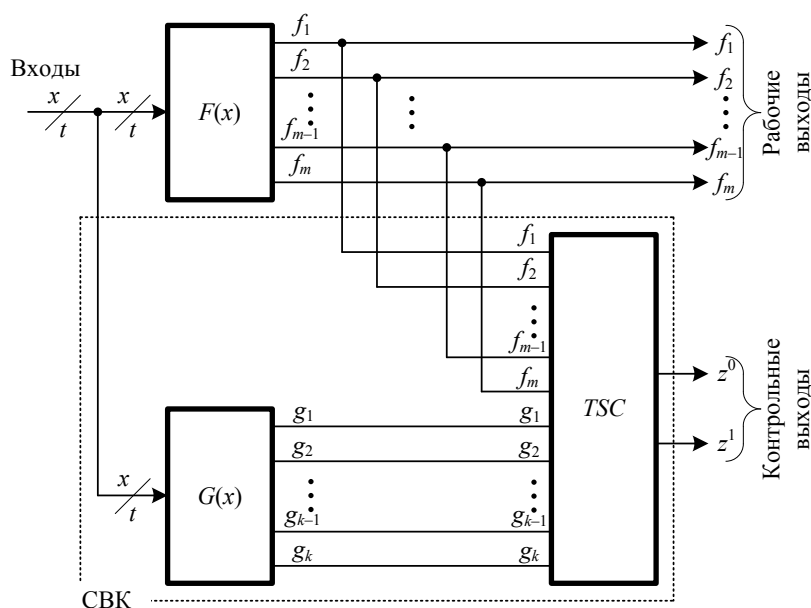 f₁
f₁
Входы
f₂
f₂
x
x
F(x)
t
t
fₘ₋₁
fₘ₋₁
fₘ
fₘ
Рабочие
выходы
f₁
f₂
fₘ₋₁
fₘ
TSC
z⁰
z¹
Контрольные
выходы
g₁
g₁
g₂
g₂
x
t
G(x)
gₖ₋₁
gₖ₋₁
gₖ
gₖ
СВК